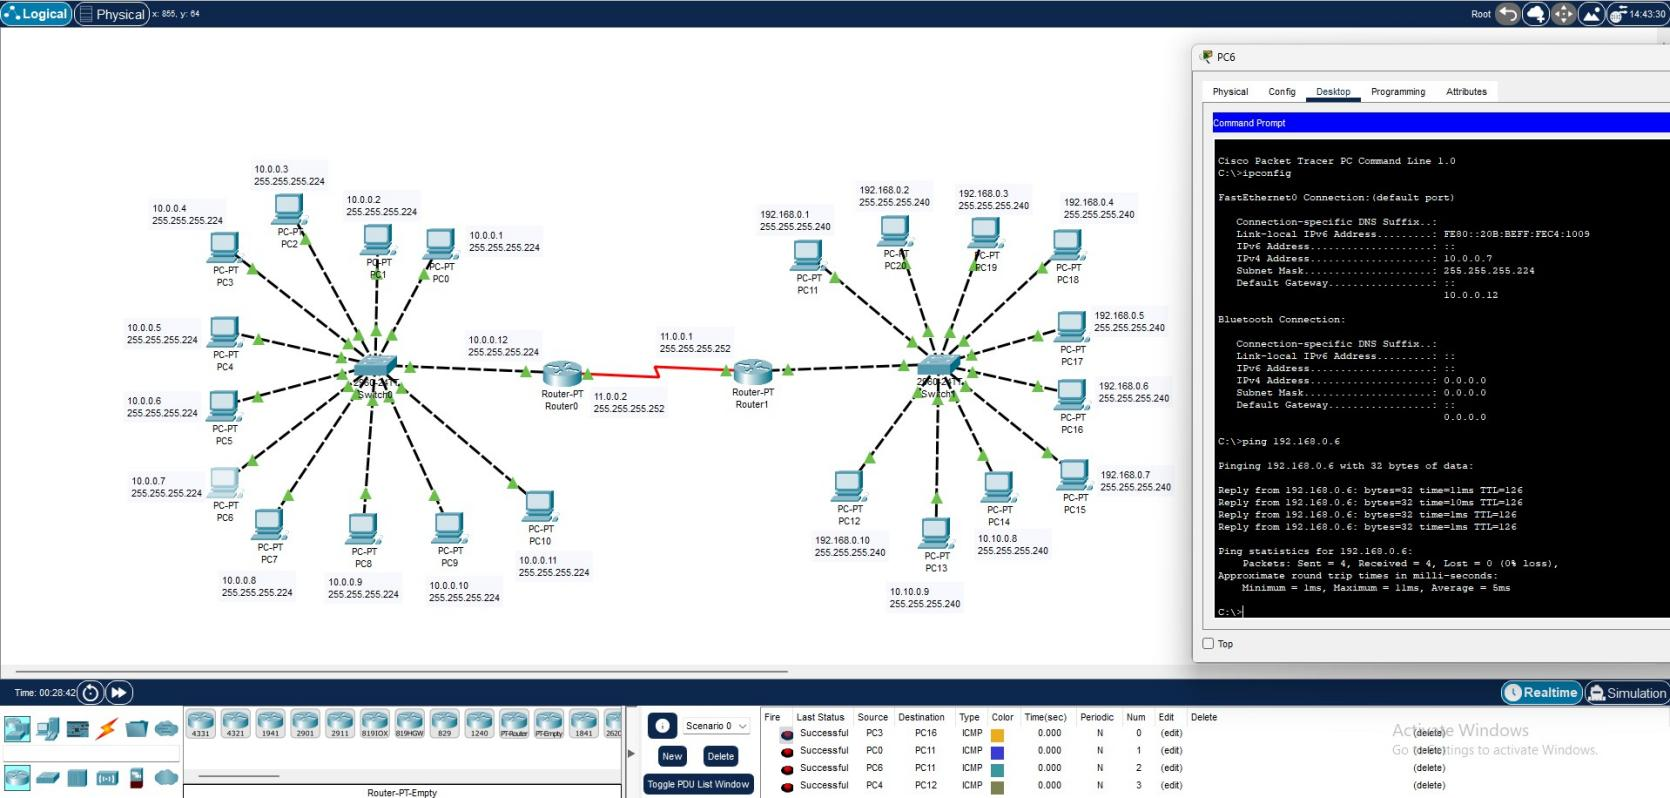 Logical Physical x: 855, y: 64 Root 14:43:30
PC6
Physical Config Desktop Programming Attributes
Command Prompt
Cisco Packet Tracer PC Command Line 1.0
C:\>ipconfig
FastEthernet0 Connection:(default port)
Connection-specific DNS Suffix..:
Link-local IPv6 Address.........: FE80::20B:BEFF:FEC4:1009
IPv6 Address....................: ::
IPv4 Address....................: 10.0.0.7
Subnet Mask.....................: 255.255.255.224
Default Gateway.................: ::
10.0.0.12
Bluetooth Connection:
Connection-specific DNS Suffix..:
Link-local IPv6 Address.........: ::
IPv6 Address....................: ::
IPv4 Address....................: 0.0.0.0
Subnet Mask.....................: 0.0.0.0
Default Gateway.................: ::
0.0.0.0
C:\>ping 192.168.0.6
Pinging 192.168.0.6 with 32 bytes of data:
Reply from 192.168.0.6: bytes=32 time=11ms TTL=126
Reply from 192.168.0.6: bytes=32 time=10ms TTL=126
Reply from 192.168.0.6: bytes=32 time=1ms TTL=126
Reply from 192.168.0.6: bytes=32 time=1ms TTL=126
Ping statistics for 192.168.0.6:
Packets: Sent = 4, Received = 4, Lost = 0 (0% loss),
Approximate round trip times in milli-seconds:
Minimum = 1ms, Maximum = 11ms, Average = 5ms
C:\>
Top
10.0.0.3
255.255.255.224
PC-PT
PC2
10.0.0.4
255.255.255.224
PC-PT
PC3
10.0.0.2
255.255.255.224
PC-PT
PC1
10.0.0.1
255.255.255.224
PC-PT
PC0
10.0.0.5
255.255.255.224
PC-PT
PC4
10.0.0.6
255.255.255.224
PC-PT
PC5
10.0.0.7
255.255.255.224
PC-PT
PC6
PC-PT
PC7
10.0.0.8
255.255.255.224
PC-PT
PC8
10.0.0.9
255.255.255.224
PC-PT
PC9
10.0.0.10
255.255.255.224
PC-PT
PC10
10.0.0.11
255.255.255.224
2960-24TT
Switch0
10.0.0.12
255.255.255.224
Router-PT
Router0
11.0.0.2
255.255.255.252
11.0.0.1
255.255.255.252
Router-PT
Router1
2960-24TT
192.168.0.1
255.255.255.240
PC-PT
PC11
192.168.0.2
255.255.255.240
PC-PT
PC20
192.168.0.3
255.255.255.240
PC-PT
PC19
192.168.0.4
255.255.255.240
PC-PT
PC18
192.168.0.5
255.255.255.240
PC-PT
PC17
192.168.0.6
255.255.255.240
PC-PT
PC16
192.168.0.7
255.255.255.240
PC-PT
PC15
PC-PT
PC14
10.10.0.8
255.255.255.240
PC-PT
PC13
10.10.0.9
255.255.255.240
PC-PT
PC12
192.168.0.10
255.255.255.240
Time: 00:28:42 Realtime Simulation
4331 4321 1941 2901 2911 819IOX 819HGW 829 1240 PT-Router PT-Empty 1841
Router-PT-Empty
Scenario 0
New Delete
Toggle PDU List Window
Fire Last Status Source Destination Type Color Time(sec) Periodic Num Edit Delete
Successful PC3 PC16 ICMP 0.000 N 0 (edit) (delete)
Successful PC0 PC11 ICMP 0.000 N 1 (edit) (delete)
Successful PC6 PC11 ICMP 0.000 N 2 (edit) (delete)
Successful PC4 PC12 ICMP 0.000 N 3 (edit) (delete)
Activate Windows
Go to Settings to activate Windows.